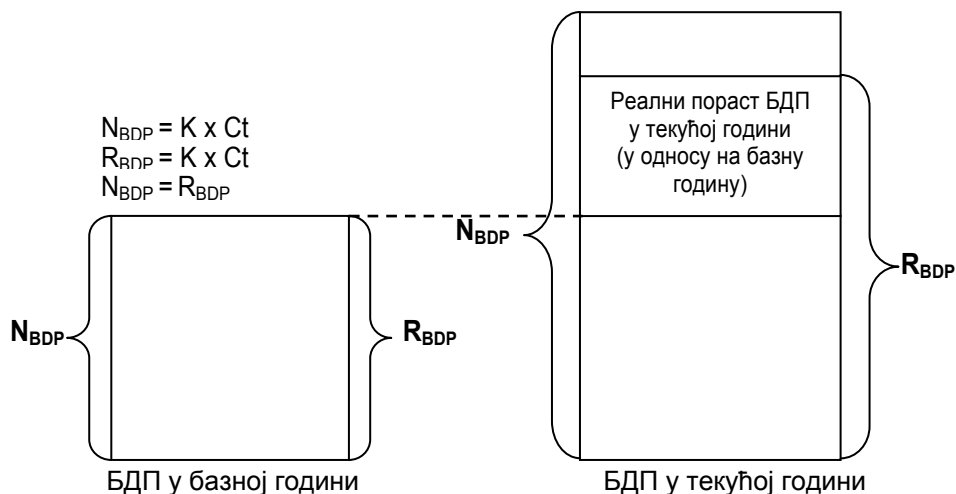 N_BDP = K x Ct
R_BDP = K x Ct
N_BDP = R_BDP
N_BDP
R_BDP
БДП у базној години
Реални пораст БДП
у текућој години
(у односу на базну
годину)
N_BDP
R_BDP
БДП у текућој години